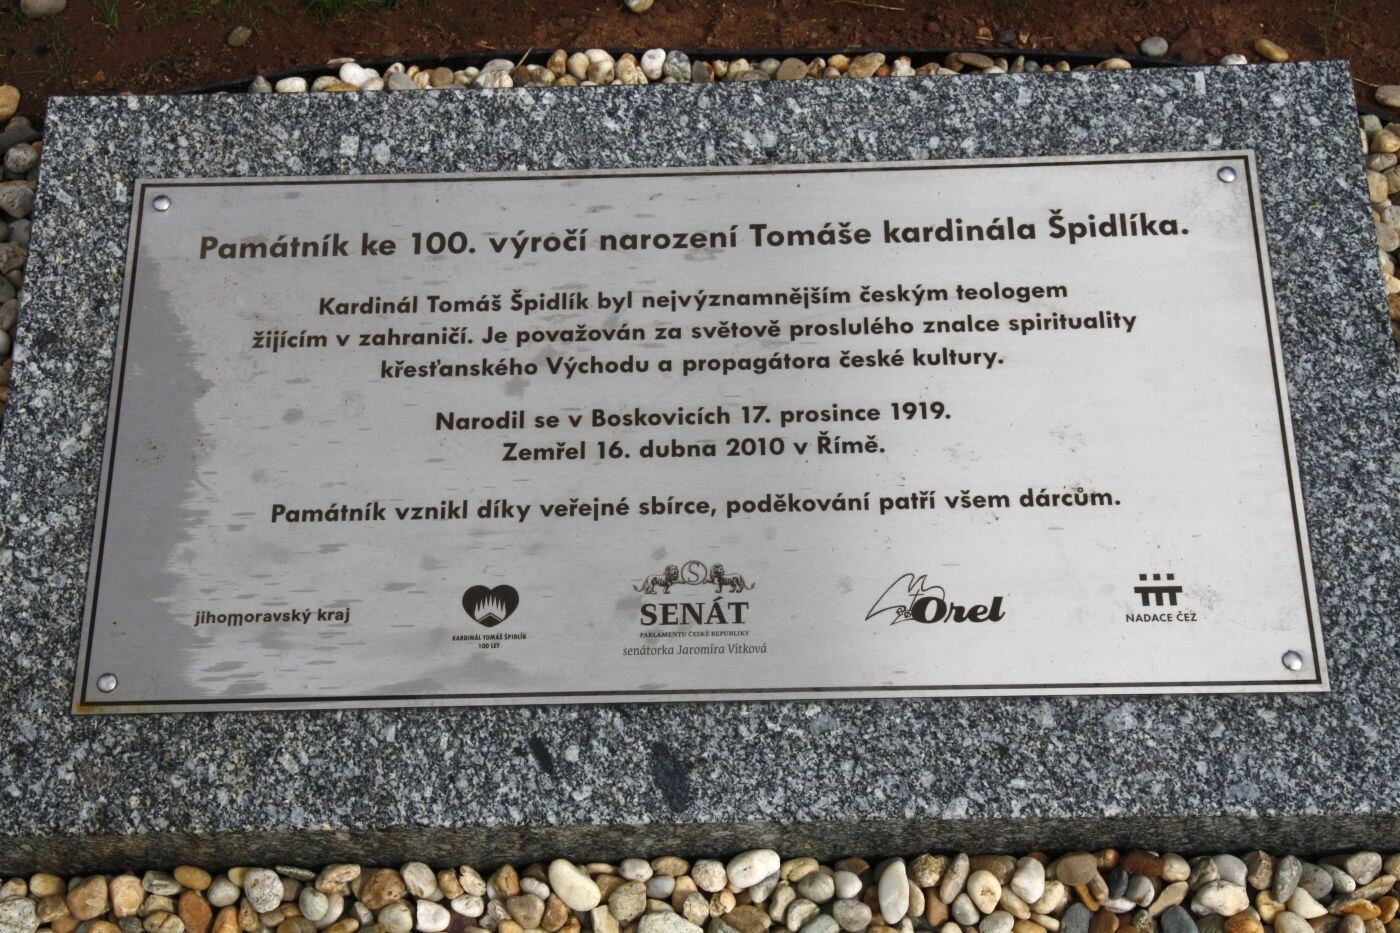 Památník ke 100. výročí narození Tomáše kardinála Špidlíka.
Kardinál Tomáš Špidlík byl nejvýznamnějším českým teologem
žijícím v zahraničí. Je považován za světově proslulého znalce spirituality
křesťanského Východu a propagátora české kultury.
Narodil se v Boskovicích 17. prosince 1919.
Zemřel 16. dubna 2010 v Římě.
Památník vznikl díky veřejné sbírce, poděkování patří všem dárcům.
jihomoravský kraj
KARDINÁL TOMÁŠ ŠPIDLÍK
100 LET
S
SENÁT
PARLAMENTU ČESKÉ REPUBLIKY
senátorka Jaromíra Vítková
Orel
NADACE ČEZ